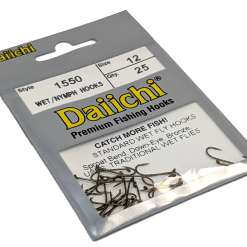 Style 1550 Size 12
WET/NYMPH HOOKS Qty. 25
Daiichi®
Premium Fishing Hooks
CATCH MORE FISH!
STANDARD WET FLY HOOKS
Sproat Bend Down-Eye Bronze
USE: TRADITIONAL WET FLIES